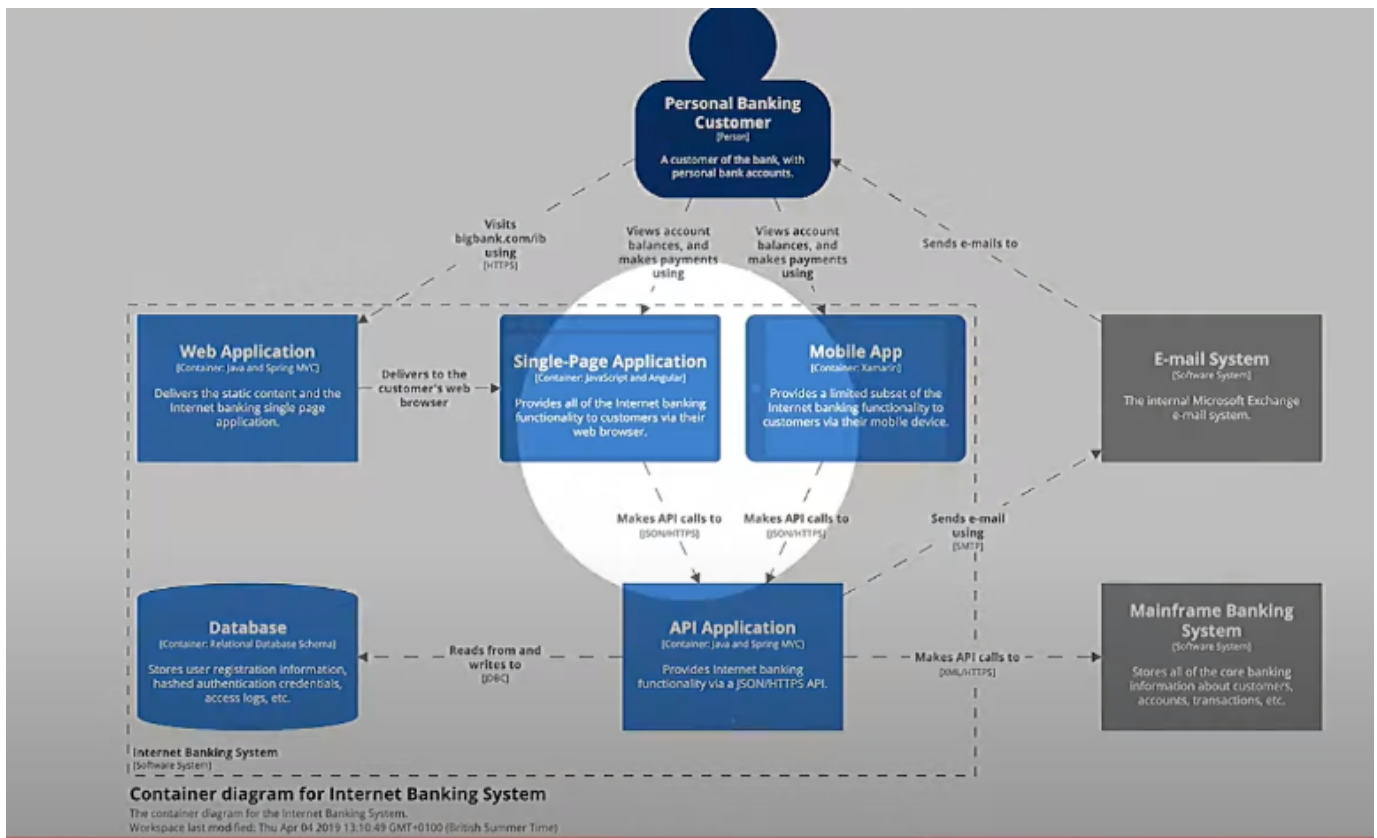 Personal Banking
Customer
[Person]
A customer of the bank, with
personal bank accounts.
Visits
bigbank.com/ib
using
[HTTPS]
Views account
balances, and
makes payments
using
Views account
balances, and
makes payments
using
Sends e-mails to
Web Application
[Container: Java and Spring MVC]
Delivers the static content and the
Internet banking single page
application.
Delivers to the
customer's web
browser
Single-Page Application
[Container: JavaScript and Angular]
Provides all of the Internet banking
functionality to customers via their
web browser.
Mobile App
[Container: Xamarin]
Provides a limited subset of the
Internet banking functionality to
customers via their mobile device.
E-mail System
[Software System]
The internal Microsoft Exchange
e-mail system.
Makes API calls to
[JSON/HTTPS]
Makes API calls to
[JSON/HTTPS]
Sends e-mail
using
[SMTP]
Database
[Container: Relational Database Schema]
Stores user registration information,
hashed authentication credentials,
access logs, etc.
Reads from and
writes to
[JDBC]
API Application
[Container: Java and Spring MVC]
Provides Internet banking
functionality via a JSON/HTTPS API.
Makes API calls to
[XML/HTTPS]
Mainframe Banking
System
[Software System]
Stores all of the core banking
information about customers,
accounts, transactions, etc.
Internet Banking System
[Software System]
Container diagram for Internet Banking System
The container diagram for the Internet Banking System.
Workspace last modified: Thu Apr 04 2019 13:10:49 GMT+0100 (British Summer Time)